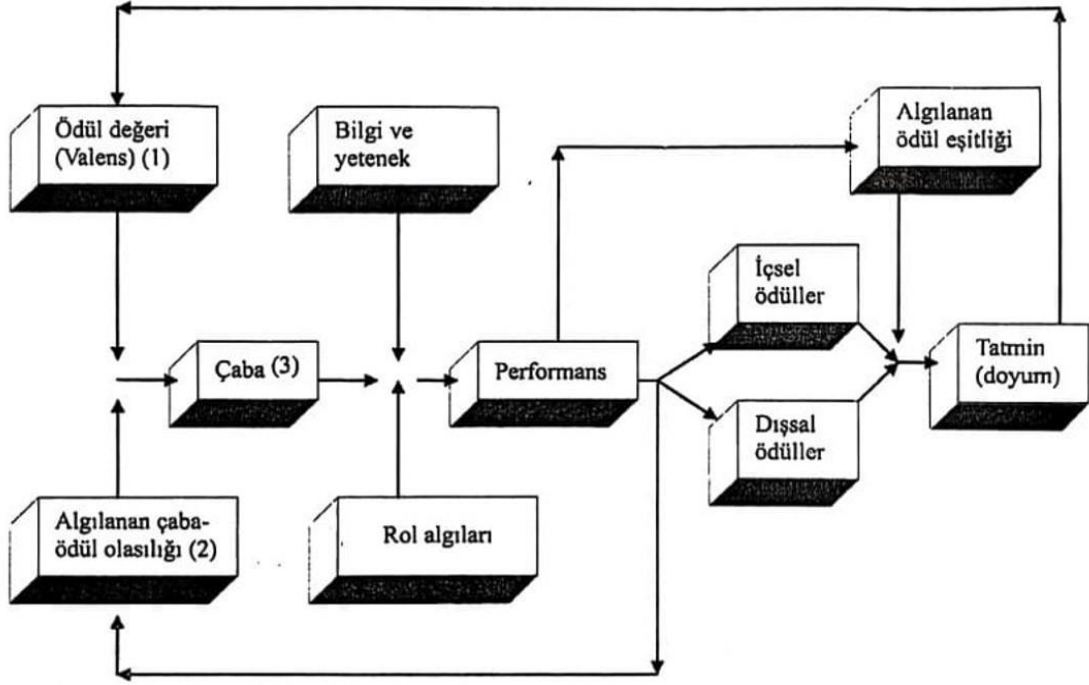 Ödül değeri
(Valens) (1)
Bilgi ve
yetenek
Algılanan
ödül eşitliği
İçsel
ödüller
Çaba (3)
Performans
Tatmin
(doyum)
Dışsal
ödüller
Algılanan çaba-
ödül olasılığı (2)
Rol algıları